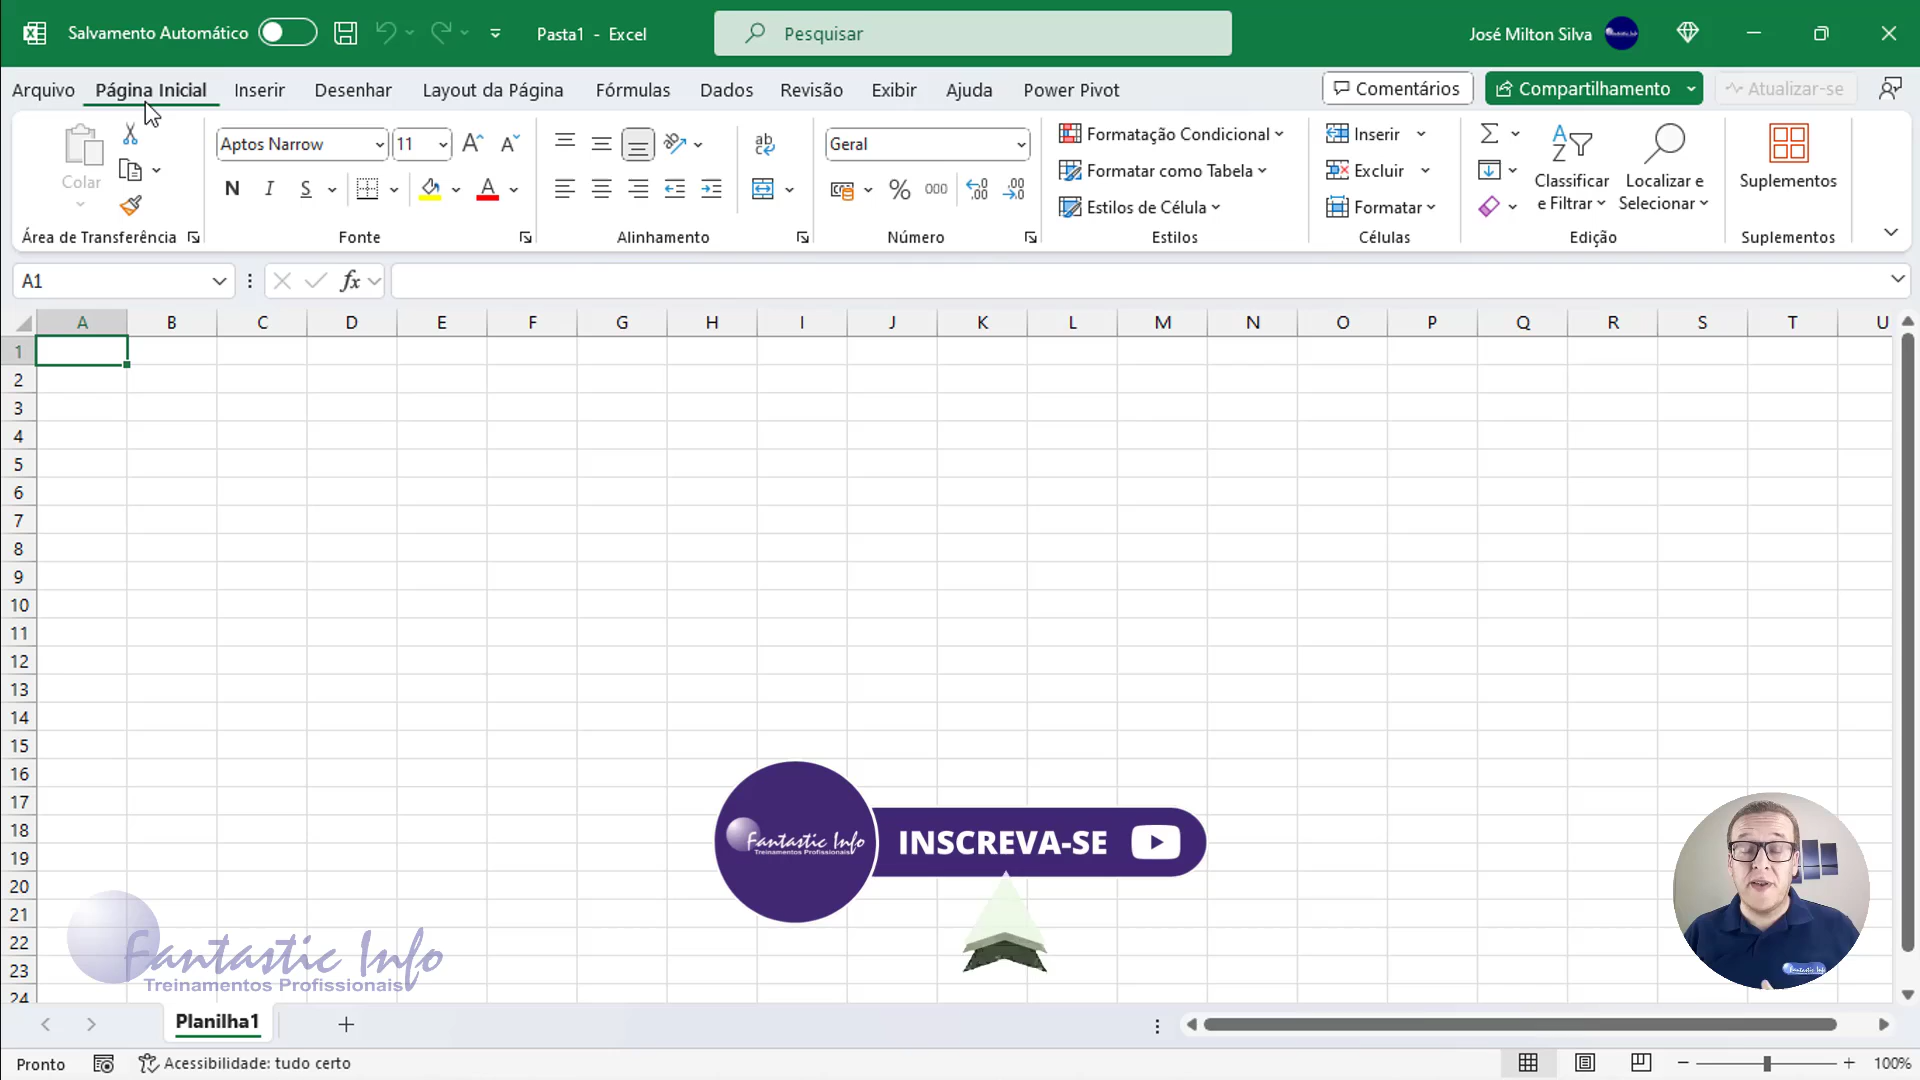 Salvamento Automático
Pasta1 - Excel
Pesquisar
José Milton Silva
Arquivo
Página Inicial
Inserir
Desenhar
Layout da Página
Fórmulas
Dados
Revisão
Exibir
Ajuda
Power Pivot
Comentários
Compartilhamento
Atualizar-se
Colar
Aptos Narrow
11
N I S
Geral
% 000
Formatação Condicional
Formatar como Tabela
Estilos de Célula
Inserir
Excluir
Formatar
Classificar
e Filtrar
Localizar e
Selecionar
Suplementos
Área de Transferência
Fonte
Alinhamento
Número
Estilos
Células
Edição
Suplementos
A1
fx
A B C D E F G H I J K L M N O P Q R S T U
1
2
3
4
5
6
7
8
9
10
11
12
13
14
15
16
17
18
19
20
21
22
23
24
Fantastic Info
Treinamentos Profissionais
INSCREVA-SE
Fantastic Info
Treinamentos Profissionais
Fantastic Info
Planilha1
Pronto
Acessibilidade: tudo certo
100%